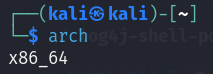 ┌──(kali㉿kali)-[~]
└─$ arch
x86_64